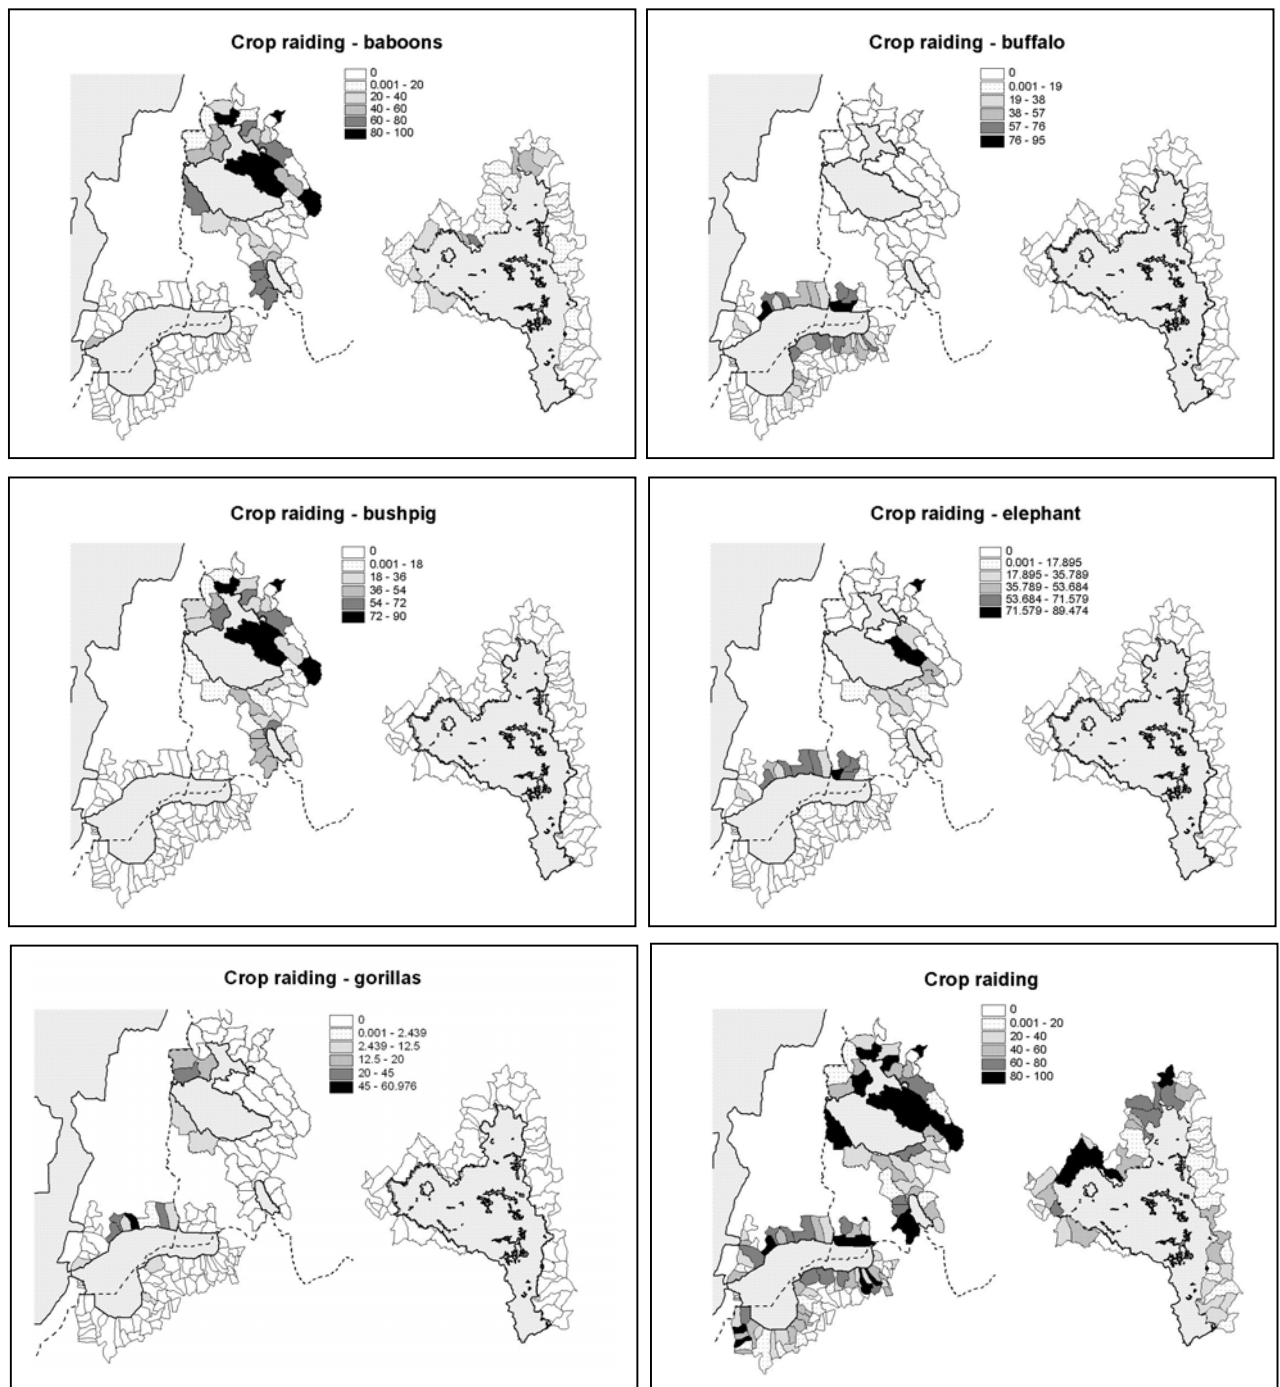 Crop raiding - baboons
0
0.001 - 20
20 - 40
40 - 60
60 - 80
80 - 100
Crop raiding - buffalo
0
0.001 - 19
19 - 38
38 - 57
57 - 76
76 - 95
Crop raiding - bushpig
0
0.001 - 18
18 - 36
36 - 54
54 - 72
72 - 90
Crop raiding - elephant
0
0.001 - 17.895
17.895 - 35.789
35.789 - 53.684
53.684 - 71.579
71.579 - 89.474
Crop raiding - gorillas
0
0.001 - 2.439
2.439 - 12.5
12.5 - 20
20 - 45
45 - 60.976
Crop raiding
0
0.001 - 20
20 - 40
40 - 60
60 - 80
80 - 100